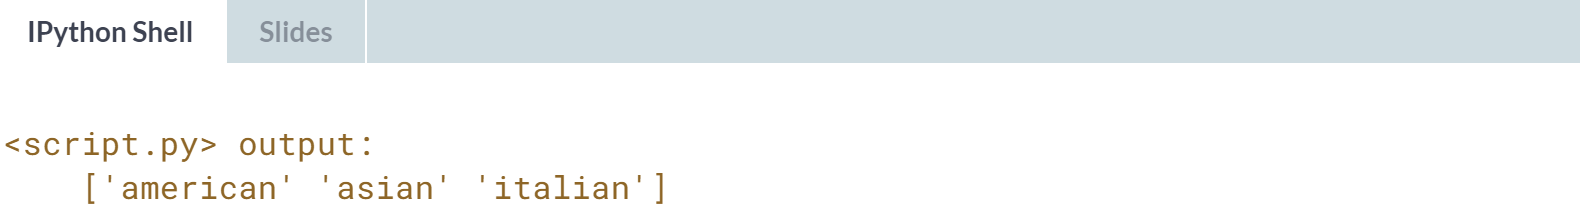 IPython Shell
Slides
<script.py> output:
['american' 'asian' 'italian']